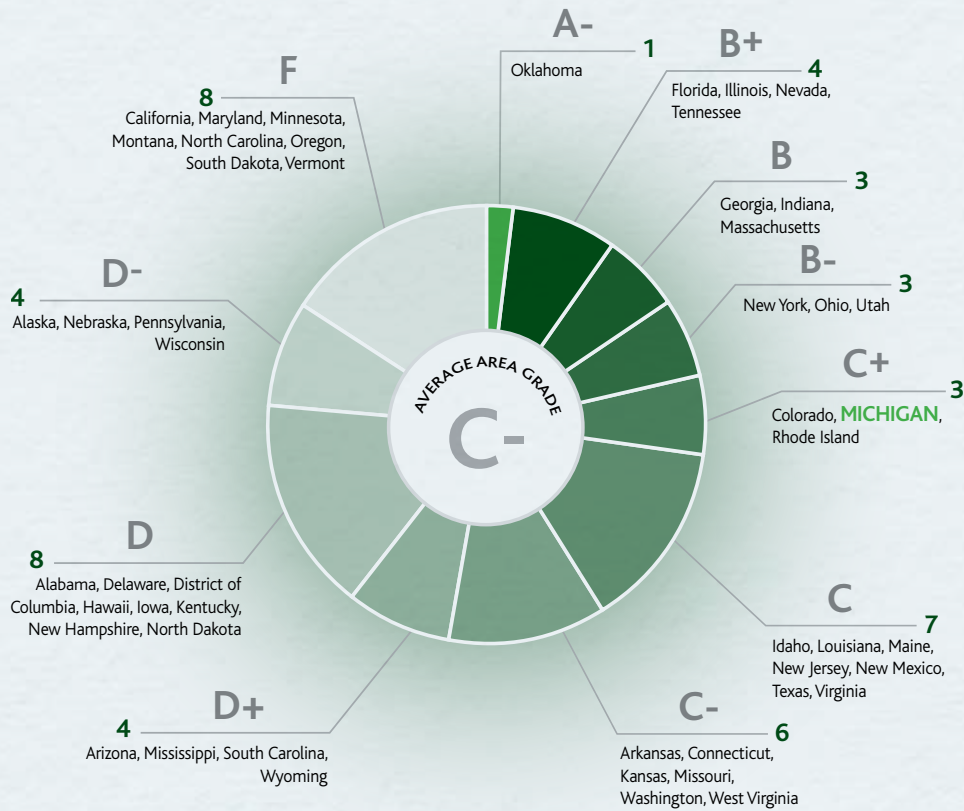 A-
1
Oklahoma
B+
4
Florida, Illinois, Nevada,
Tennessee
B
3
Georgia, Indiana,
Massachusetts
B-
3
New York, Ohio, Utah
C+
3
Colorado, MICHIGAN,
Rhode Island
C
7
Idaho, Louisiana, Maine,
New Jersey, New Mexico,
Texas, Virginia
C-
6
Arkansas, Connecticut,
Kansas, Missouri,
Washington, West Virginia
D+
4
Arizona, Mississippi, South Carolina,
Wyoming
D
8
Alabama, Delaware, District of
Columbia, Hawaii, Iowa, Kentucky,
New Hampshire, North Dakota
D-
4
Alaska, Nebraska, Pennsylvania,
Wisconsin
F
8
California, Maryland, Minnesota,
Montana, North Carolina, Oregon,
South Dakota, Vermont
AVERAGE AREA GRADE
C-